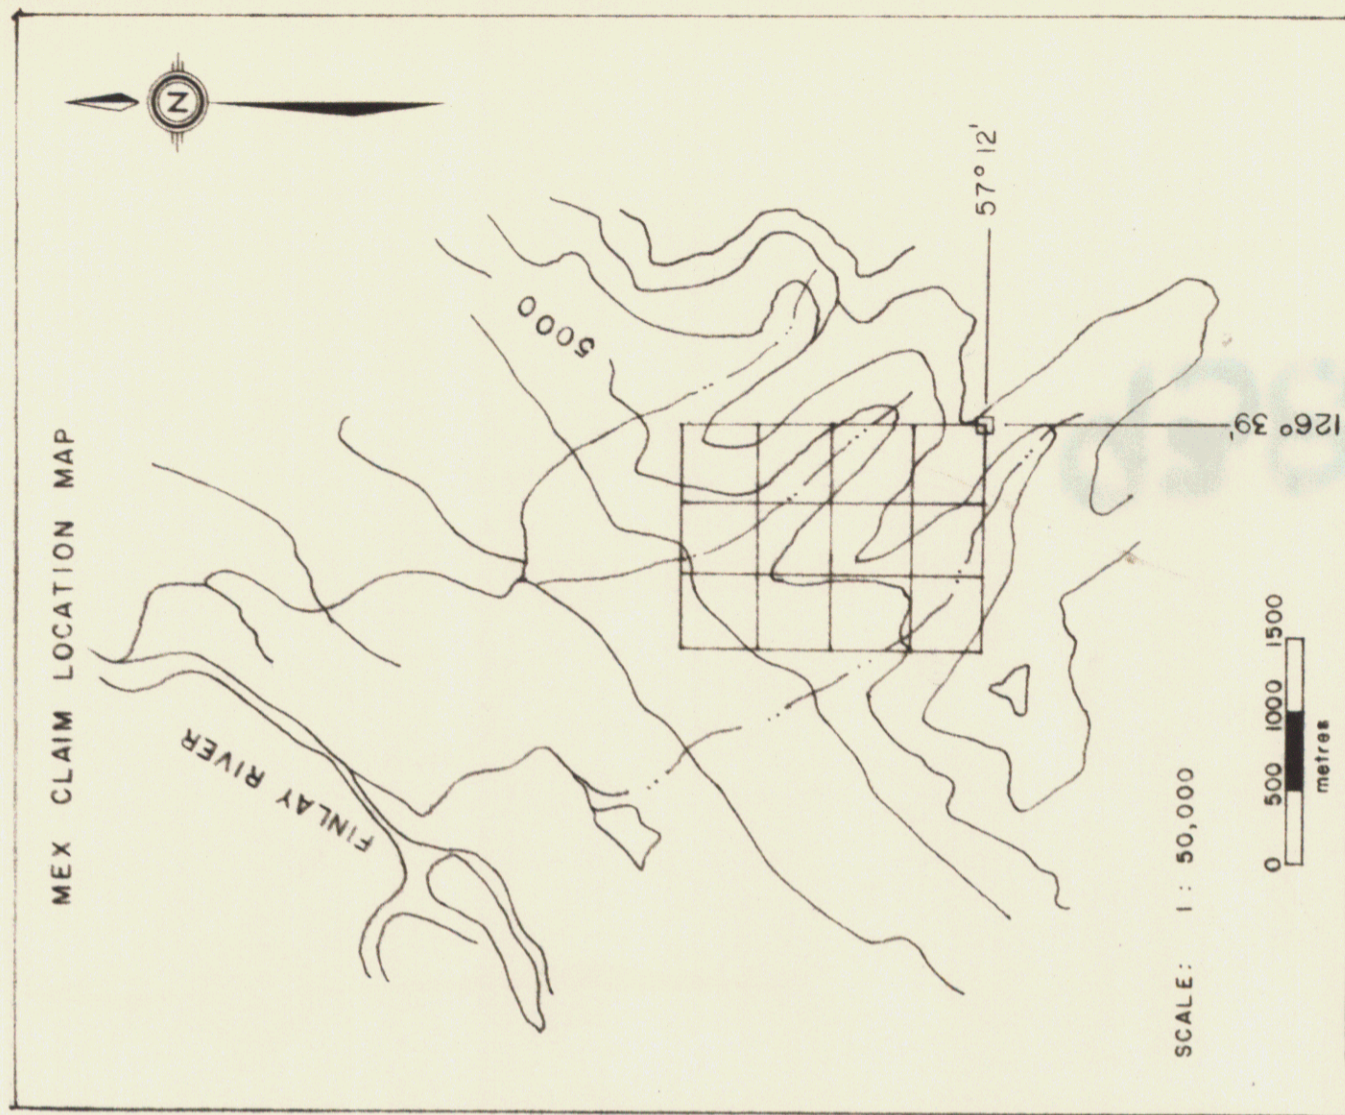 MEX CLAIM LOCATION MAP
N
FINLAY RIVER
5000
57° 12'
126° 39'
SCALE: 1 : 50,000
0 500 1000 1500
metres